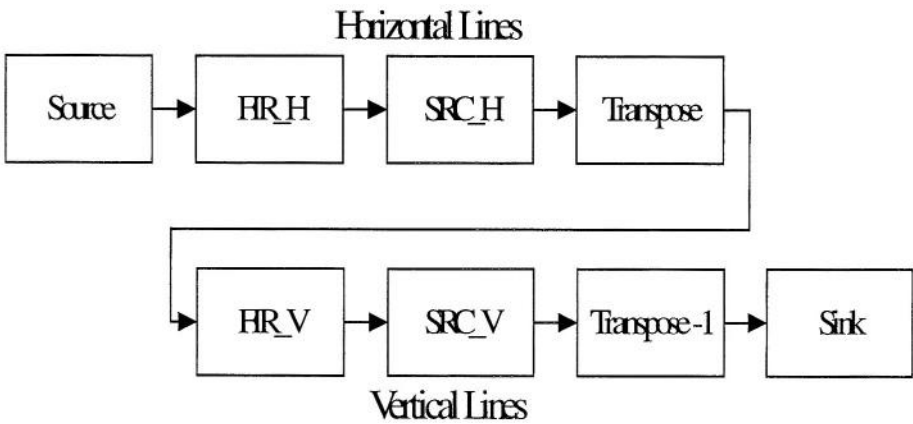 Horizontal Lines
Source
FIR_H
SRC_H
Transpose
FIR_V
SRC_V
Transpose -1
Sink
Vertical Lines